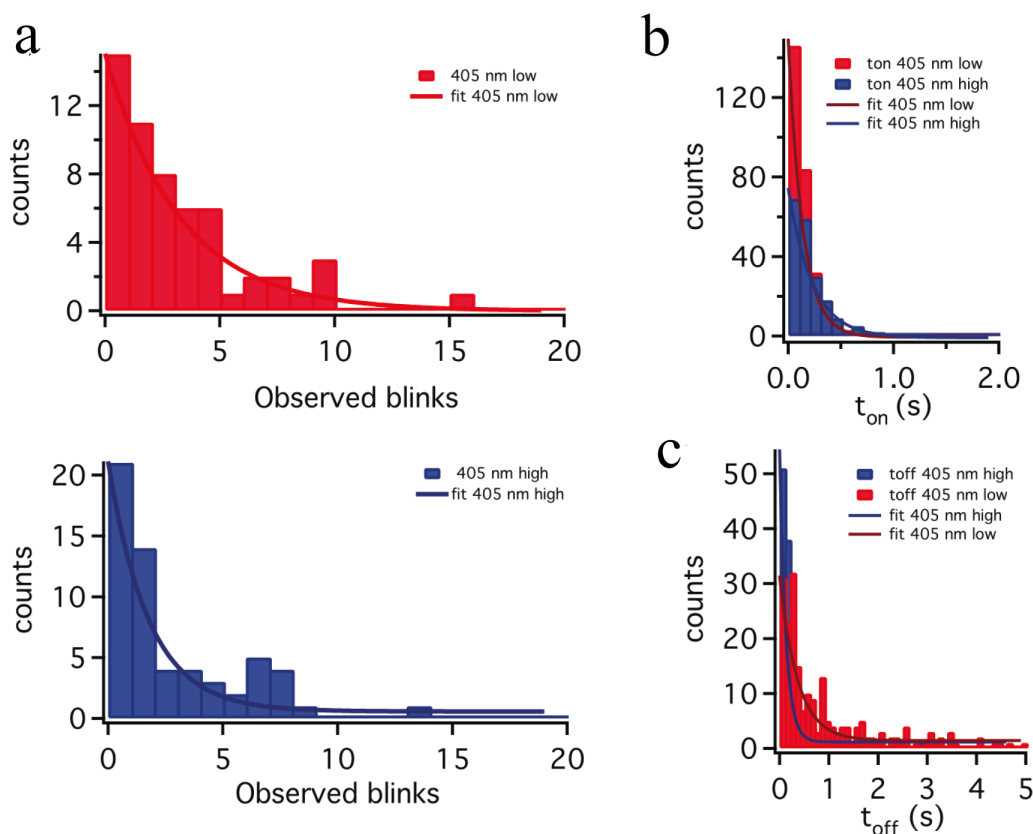 a
counts
12
8
4
0
405 nm low
fit 405 nm low
0 5 10 15 20
Observed blinks
counts
20
15
10
5
0
405 nm high
fit 405 nm high
0 5 10 15 20
Observed blinks
b
counts
120
80
40
0
ton 405 nm low
ton 405 nm high
fit 405 nm low
fit 405 nm high
0.0 1.0 2.0
t_on (s)
c
counts
50
40
30
20
10
0
toff 405 nm high
toff 405 nm low
fit 405 nm high
fit 405 nm low
0 1 2 3 4 5
t_off (s)